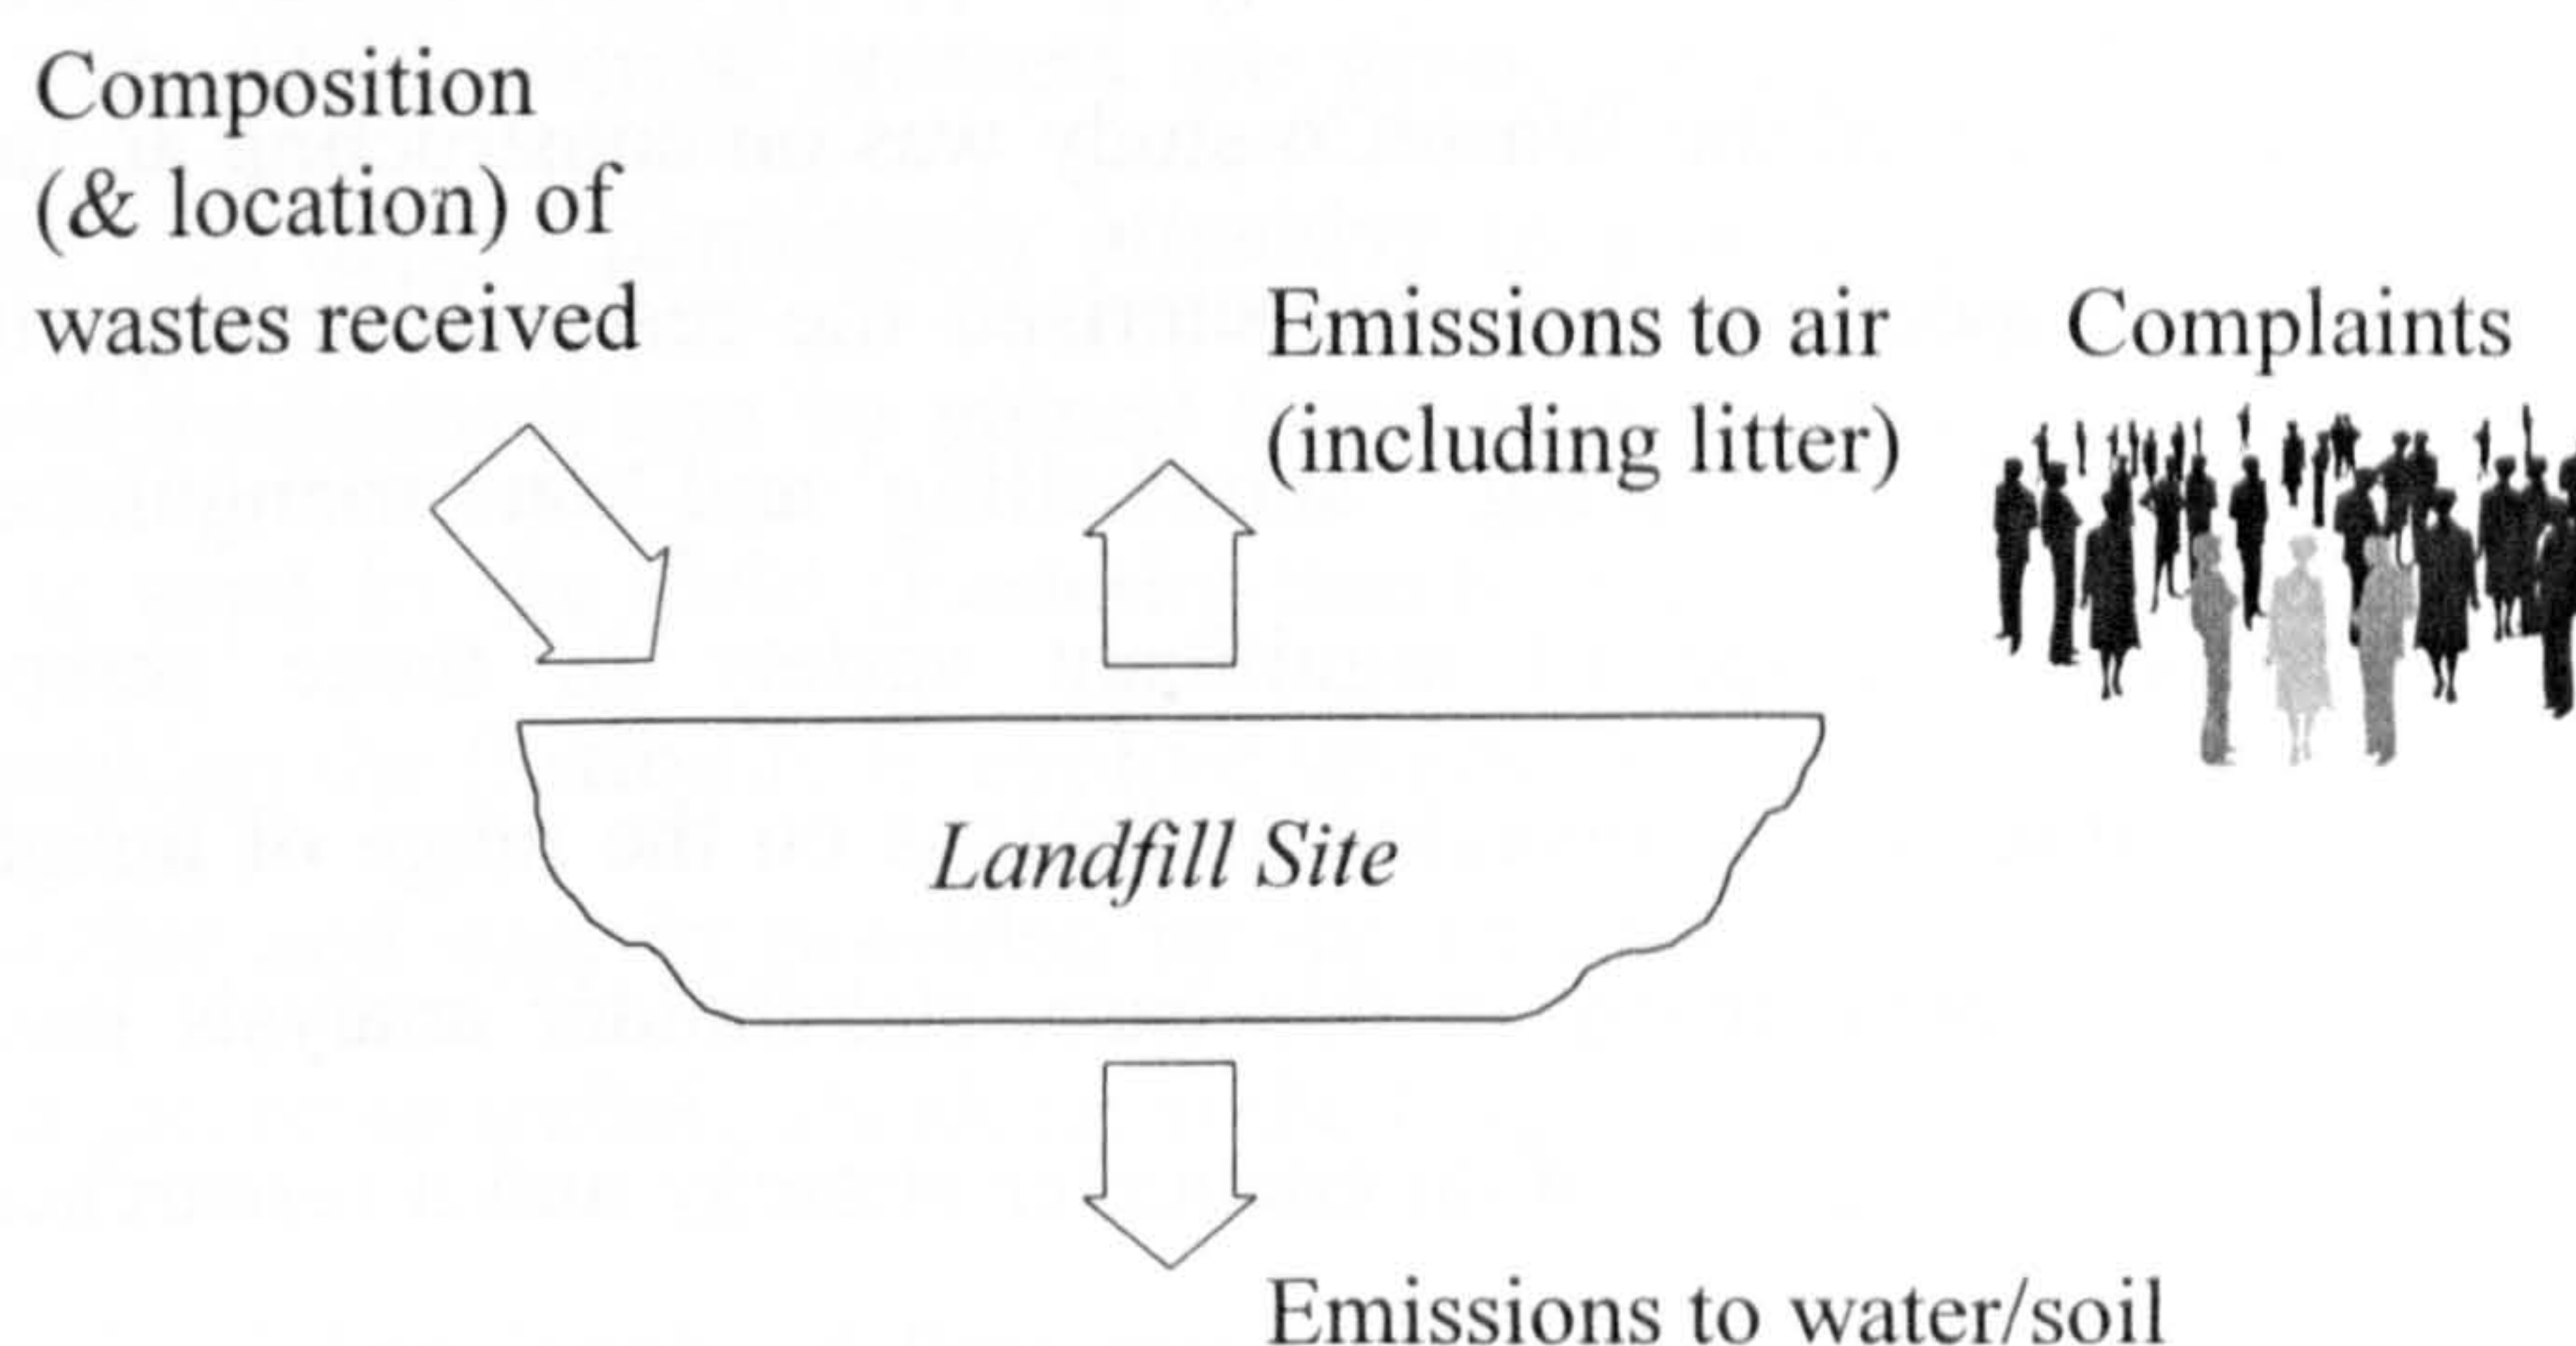 Composition
(& location) of
wastes received
Emissions to air
(including litter)
Complaints
Landfill Site
Emissions to water/soil